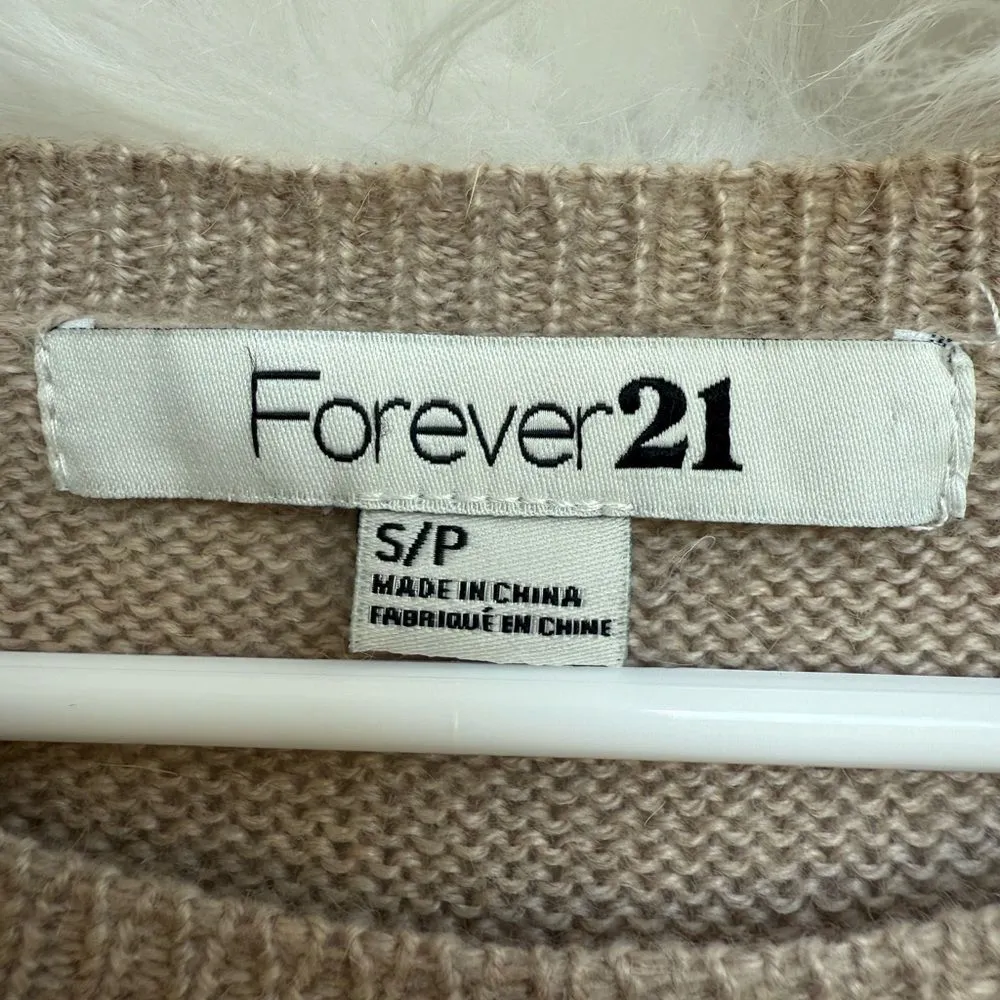 Forever21
S/P
MADE IN CHINA
FABRIQUÉ EN CHINE